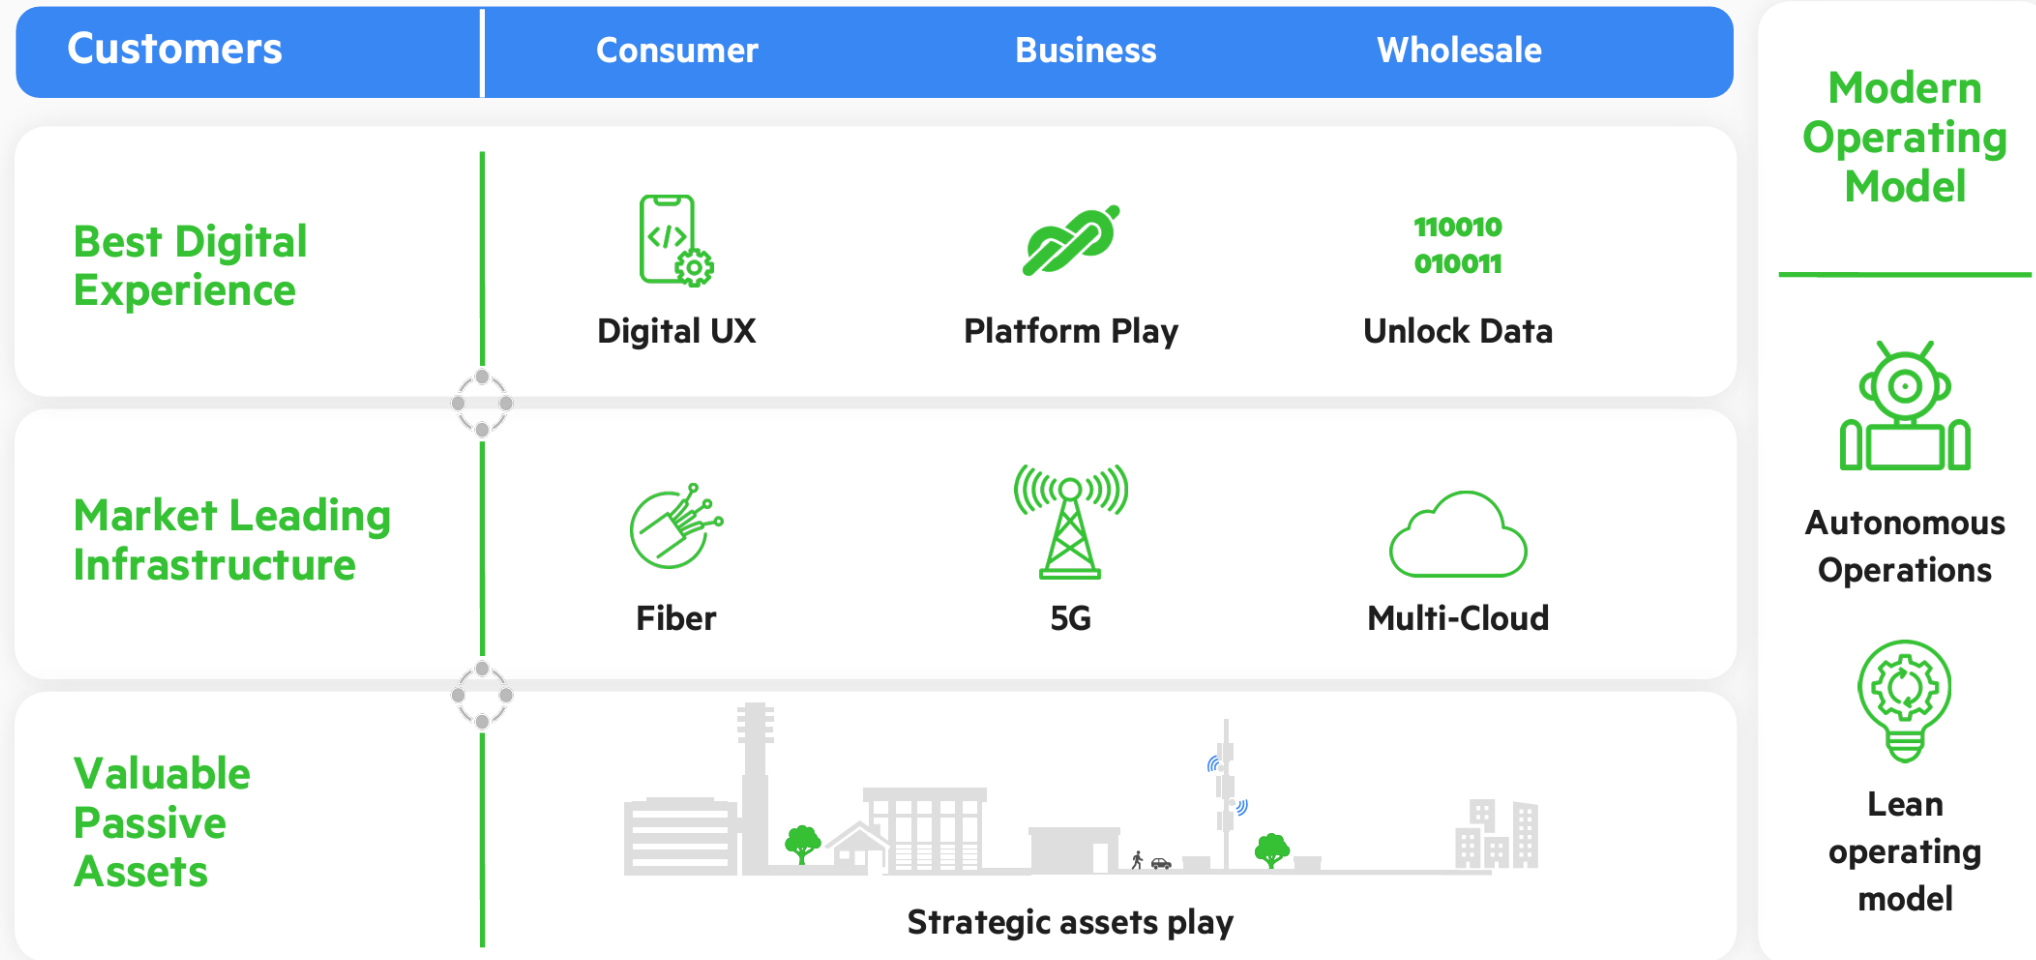 Customers
Consumer
Business
Wholesale
Best Digital
Experience
110010
010011
Digital UX
Platform Play
Unlock Data
Market Leading
Infrastructure
Fiber
5G
Multi-Cloud
Valuable
Passive
Assets
Strategic assets play
Modern
Operating
Model
Autonomous
Operations
Lean
operating
model